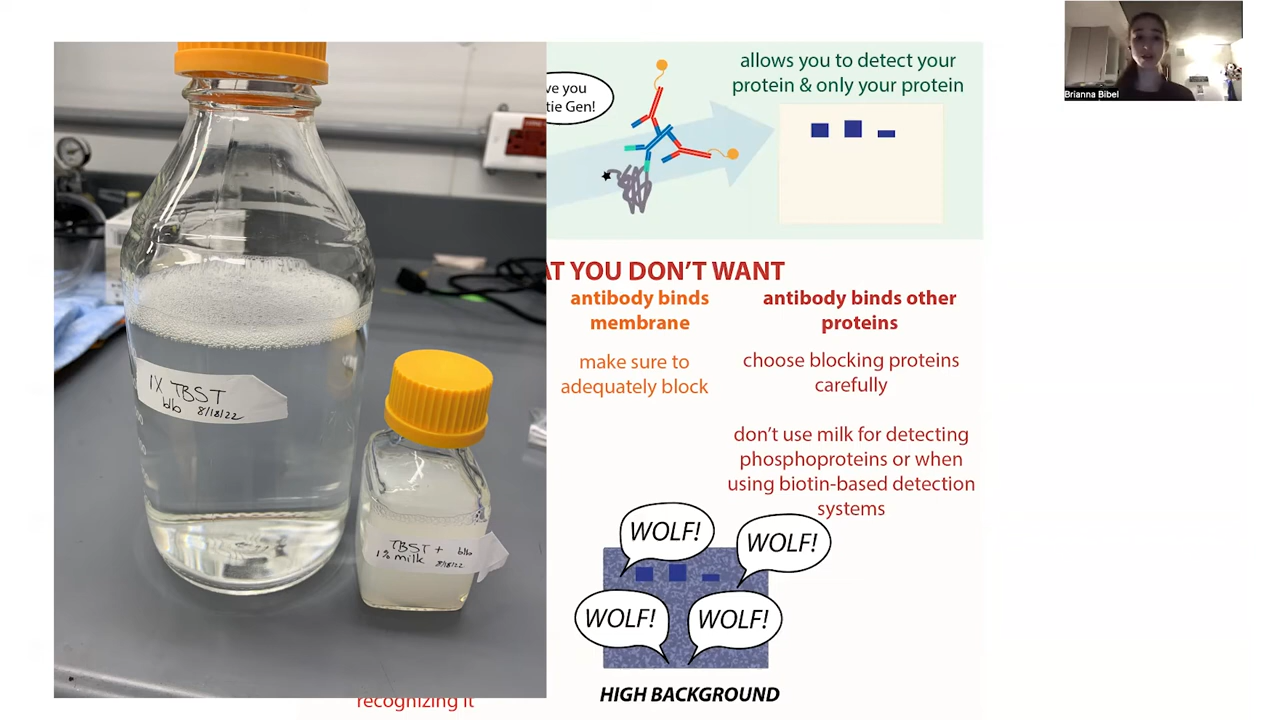 ve you
tie Gen!
allows you to detect your
protein & only your protein
Brianna Bibel
AT YOU DON'T WANT
antibody binds
membrane
make sure to
adequately block
antibody binds other
proteins
choose blocking proteins
carefully
don't use milk for detecting
phosphoproteins or when
using biotin-based detection
systems
1X TBST
blb 8/18/22
TBST + blb
1% milk 8/18/22
WOLF!
WOLF!
WOLF!
WOLF!
HIGH BACKGROUND
recognizing it